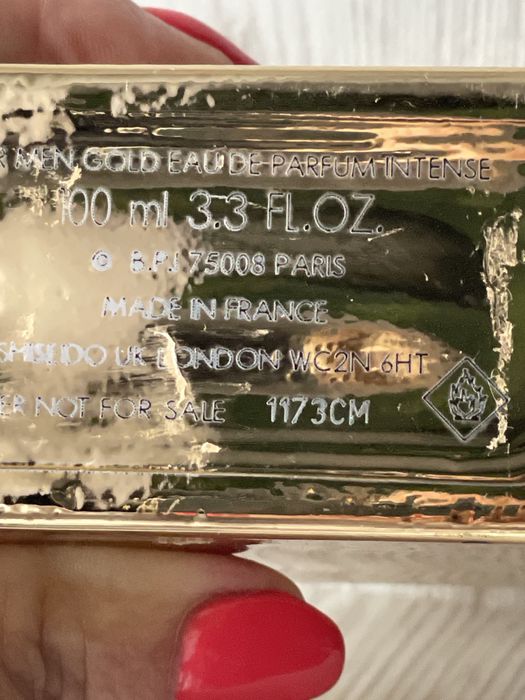 R MEN GOLD EAU DE PARFUM INTENSE
100 ml 3.3 FL.OZ.
© B.P.I 75008 PARIS
MADE IN FRANCE
SHISEIDO UK LONDON WC2N 6HT
ER NOT FOR SALE 1173CM